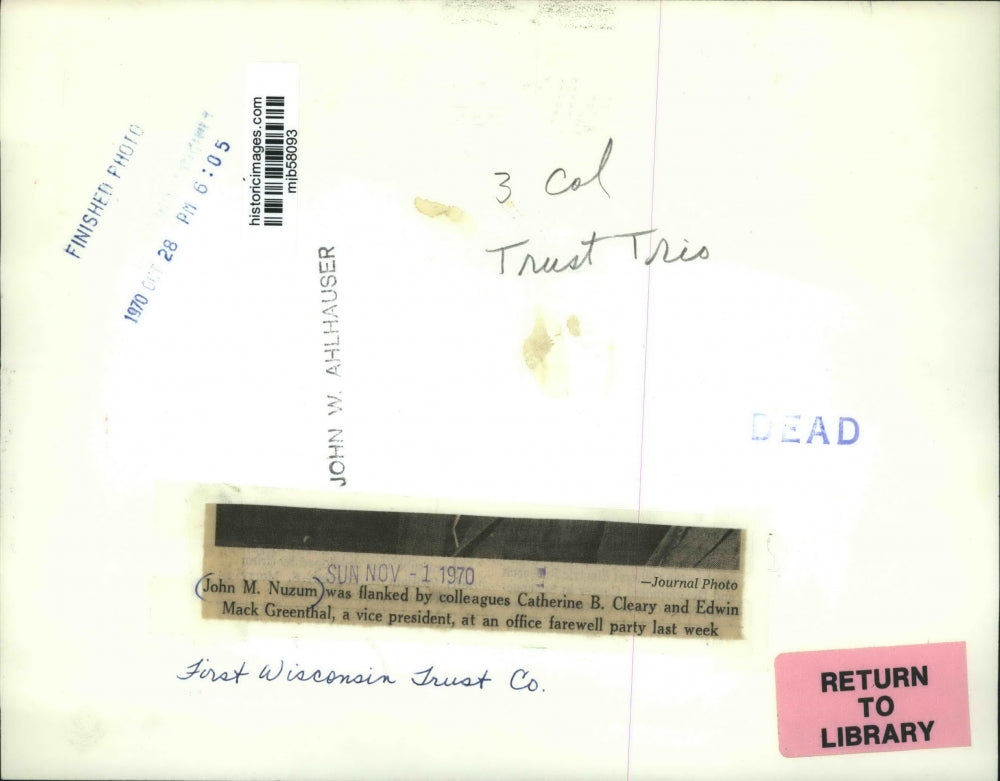 FINISHED PHOTO
1970 OCT 28 PM 6:05
historicimages.com
mjb58093
JOHN W. AHLHAUSER
3 Col
Trust Trio
DEAD
SUN NOV -1 1970
—Journal Photo
John M. Nuzum was flanked by colleagues Catherine B. Cleary and Edwin
Mack Greenthal, a vice president, at an office farewell party last week
First Wisconsin Trust Co.
RETURN
TO
LIBRARY